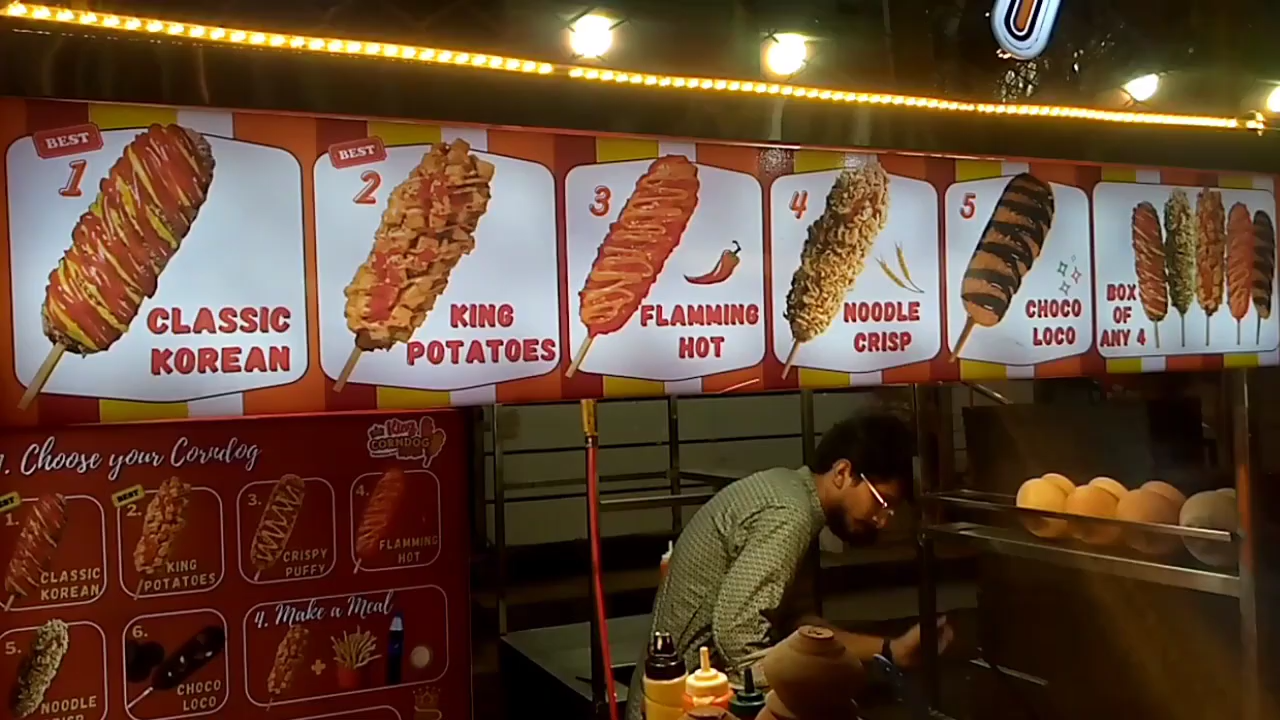 BEST
1
CLASSIC
KOREAN
BEST
2
KING
POTATOES
3
FLAMMING
HOT
4
NOODLE
CRISP
5
CHOCO
LOCO
BOX
OF
ANY 4
1. Choose your Corndog
King
CORNDOG
BEST
1.
CLASSIC
KOREAN
BEST
2.
KING
POTATOES
3.
CRISPY
PUFFY
4.
FLAMMING
HOT
5.
NOODLE
6.
CHOCO
LOCO
4. Make a Meal
+